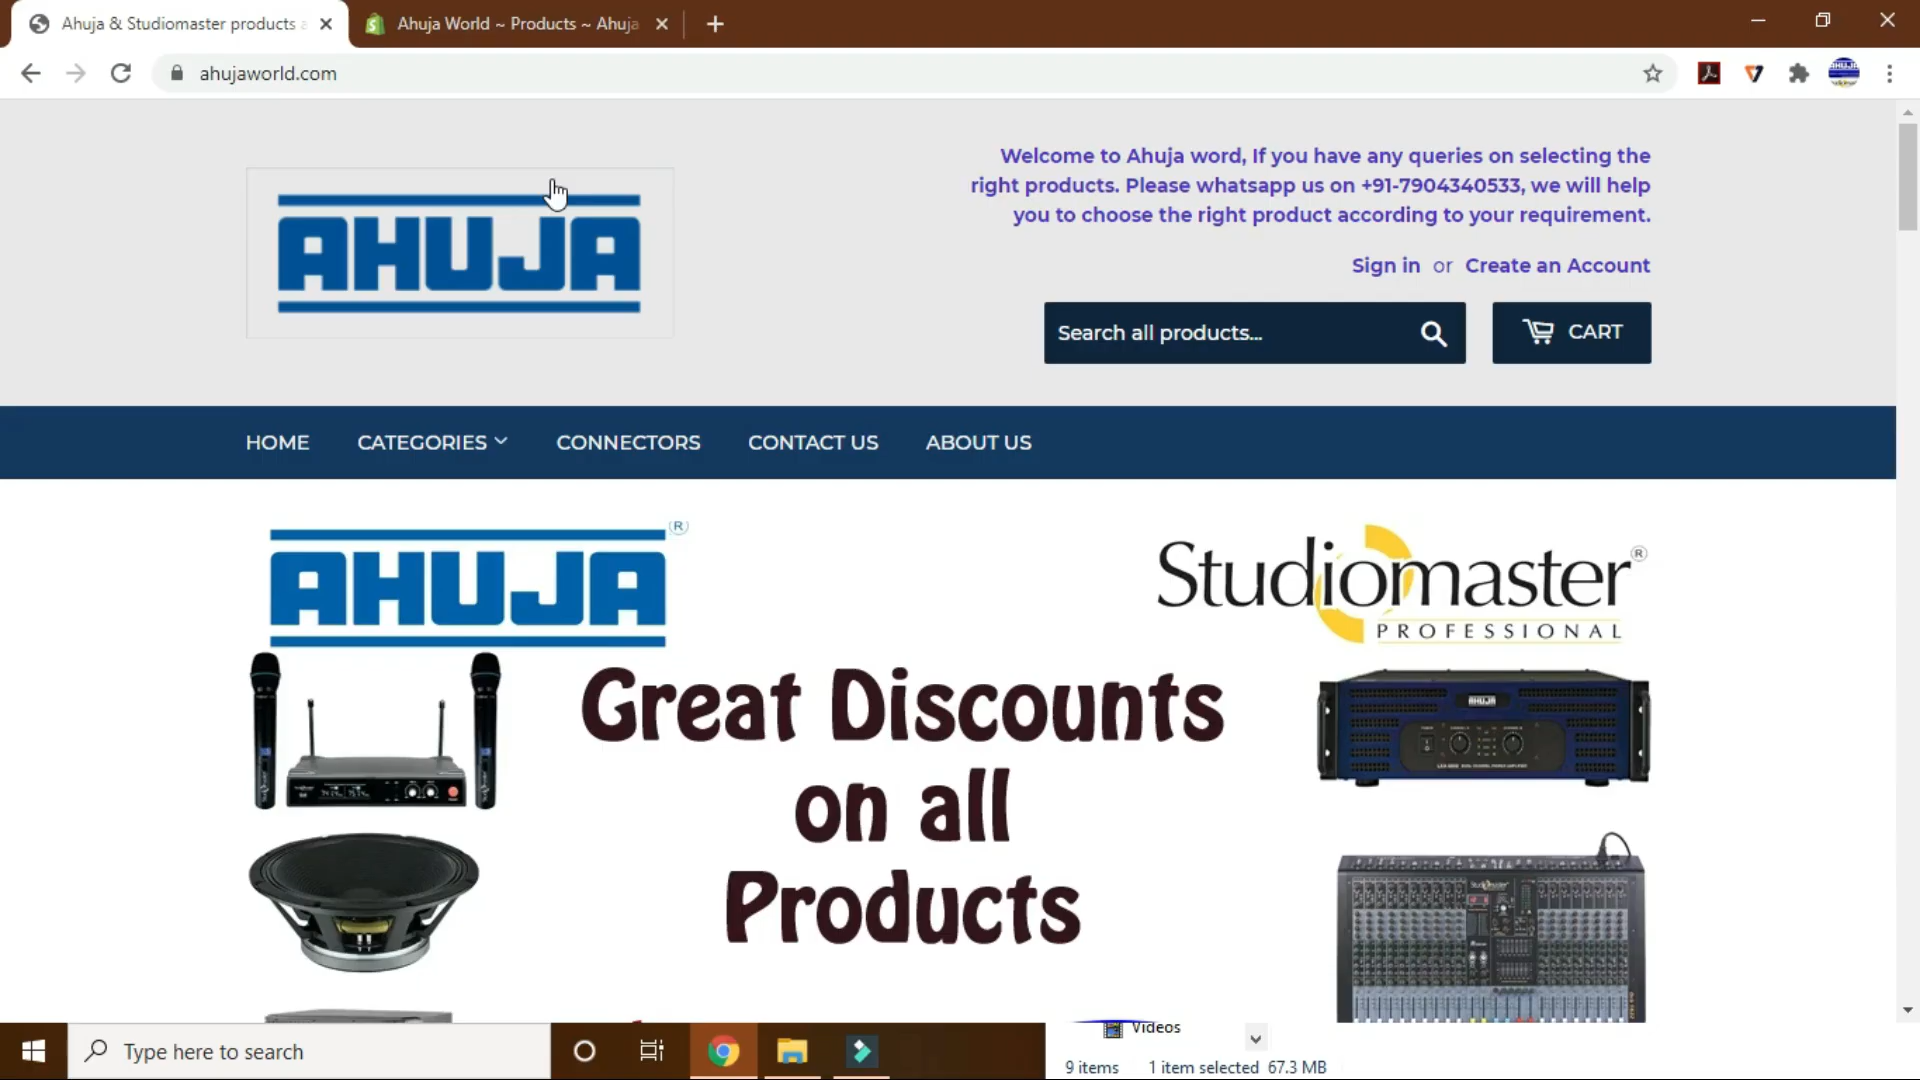 Ahuja & Studiomaster products a
Ahuja World ~ Products ~ Ahuja
ahujaworld.com
Welcome to Ahuja word, If you have any queries on selecting the
right products. Please whatsapp us on +91-7904340533, we will help
you to choose the right product according to your requirement.
AHUJA
Sign in or Create an Account
Search all products...
CART
HOME
CATEGORIES
CONNECTORS
CONTACT US
ABOUT US
AHUJA®
Studiomaster®
PROFESSIONAL
Great Discounts
on all
Products
AHUJA
Type here to search
Videos
9 items
1 item selected 67.3 MB